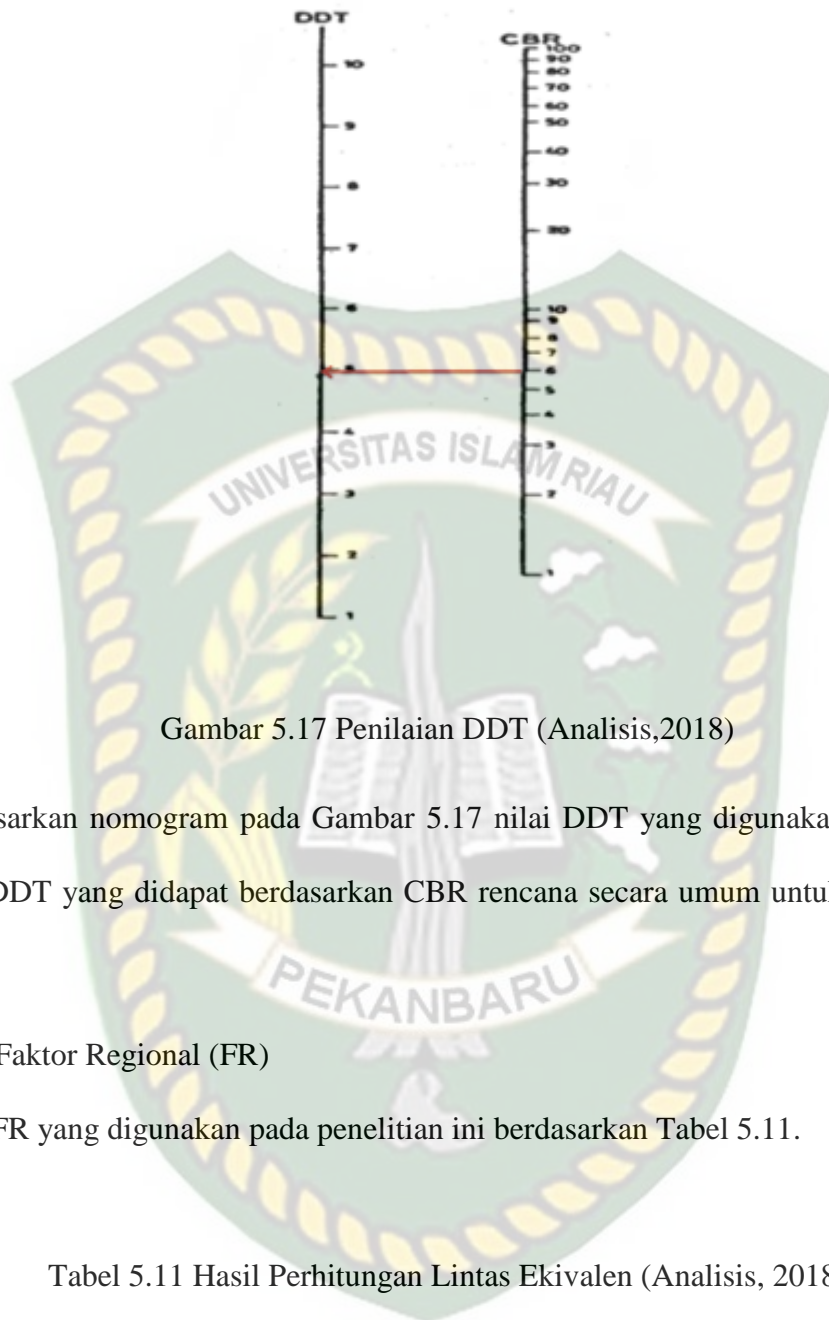 DDT
CBR
10
9
8
7
6
5
4
3
2
1
100
90
80
70
60
50
40
30
20
10
9
8
7
6
5
4
3
2
1
UNIVERSITAS ISLAM RIAU
Gambar 5.17 Penilaian DDT (Analisis,2018)
sarkan nomogram pada Gambar 5.17 nilai DDT yang digunaka
DDT yang didapat berdasarkan CBR rencana secara umum untu
PEKANBARU
Faktor Regional (FR)
FR yang digunakan pada penelitian ini berdasarkan Tabel 5.11.
Tabel 5.11 Hasil Perhitungan Lintas Ekivalen (Analisis, 2018